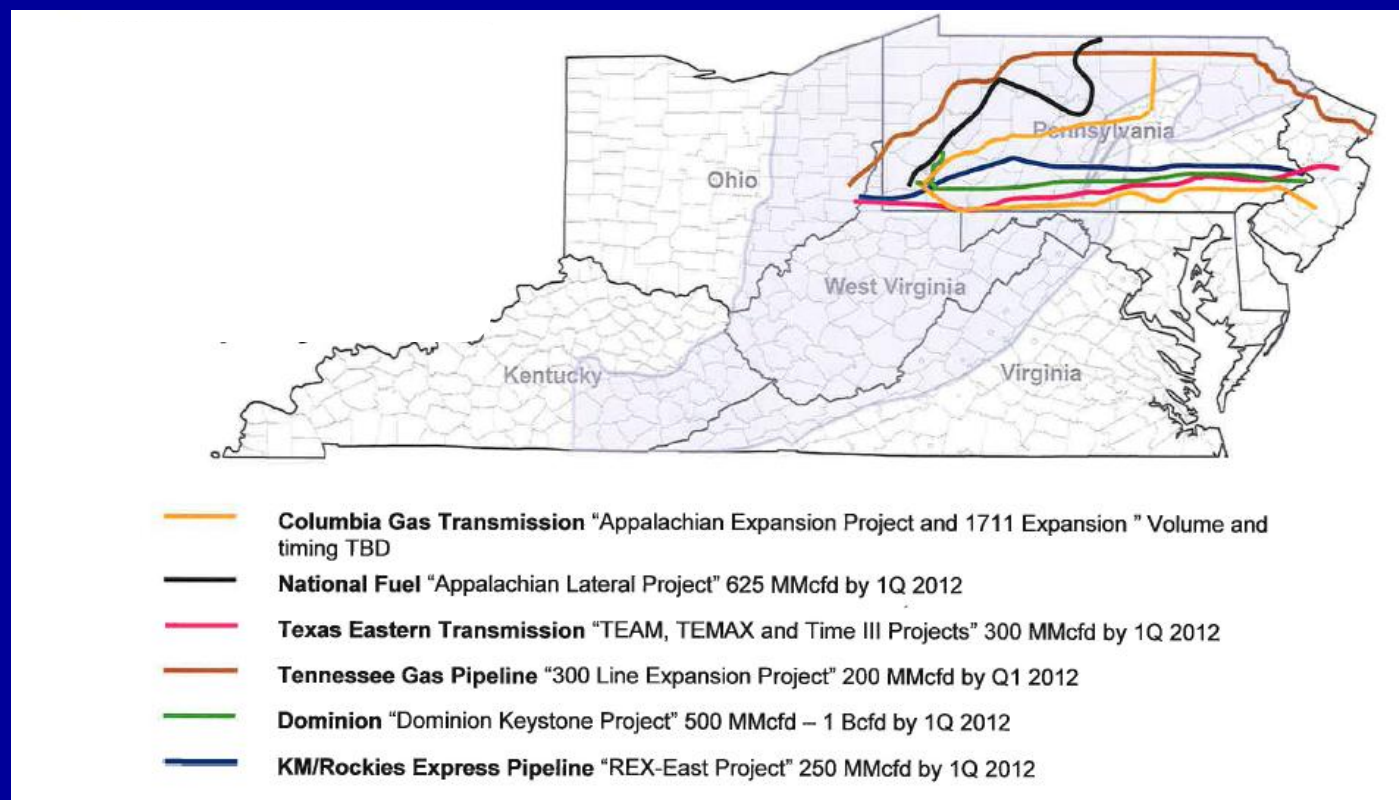 Pennsylvania
Ohio
West Virginia
Kentucky
Virginia
Columbia Gas Transmission “Appalachian Expansion Project and 1711 Expansion ” Volume and
timing TBD
National Fuel “Appalachian Lateral Project” 625 MMcfd by 1Q 2012
Texas Eastern Transmission “TEAM, TEMAX and Time III Projects” 300 MMcfd by 1Q 2012
Tennessee Gas Pipeline “300 Line Expansion Project” 200 MMcfd by Q1 2012
Dominion “Dominion Keystone Project” 500 MMcfd – 1 Bcfd by 1Q 2012
KM/Rockies Express Pipeline “REX-East Project” 250 MMcfd by 1Q 2012